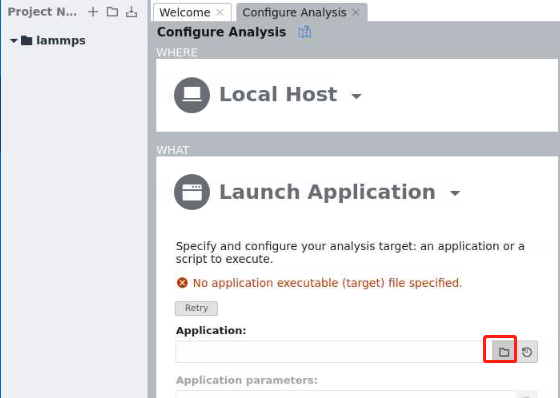 Project N...
Welcome
Configure Analysis
lammps
Configure Analysis
WHERE
Local Host
WHAT
Launch Application
Specify and configure your analysis target: an application or a
script to execute.
No application executable (target) file specified.
Retry
Application:
Application parameters: